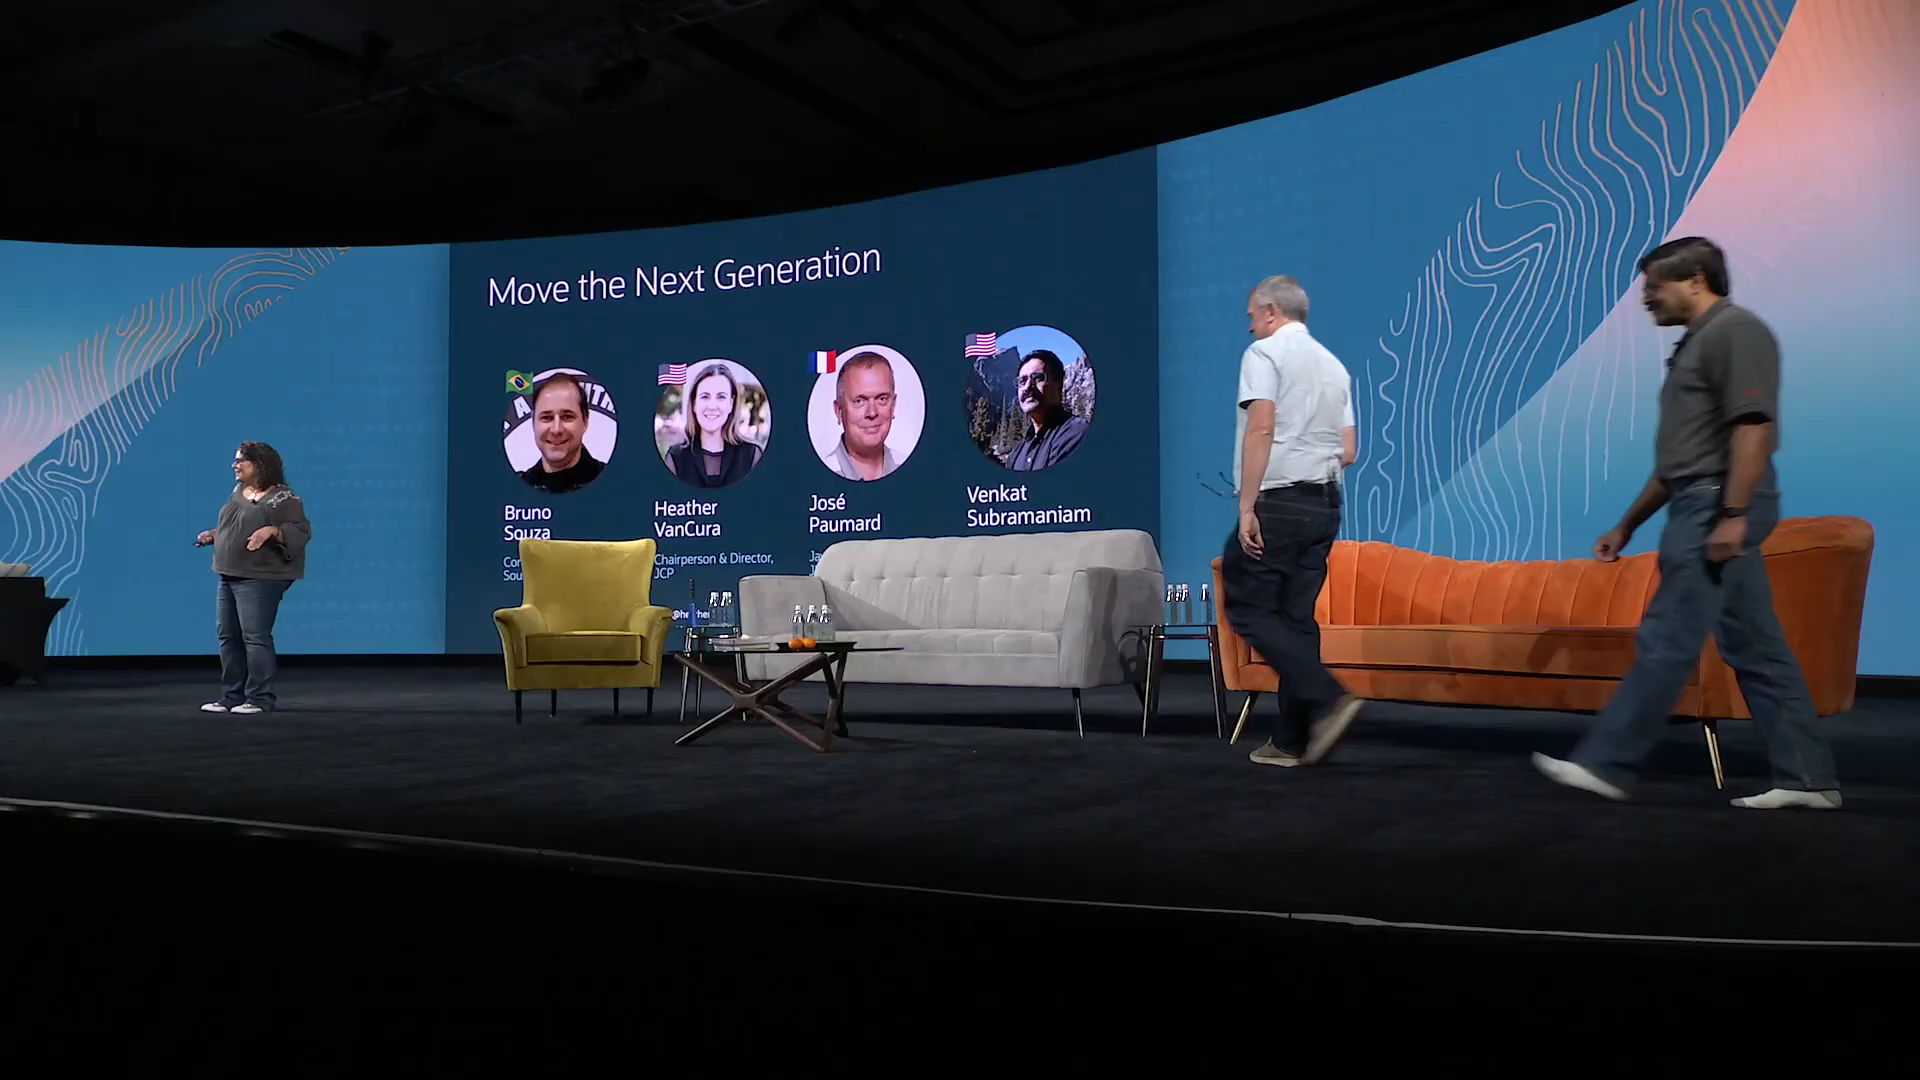 Move the Next Generation
Bruno
Souza
Heather
VanCura
Chairperson & Director,
JCP
José
Paumard
Venkat
Subramaniam